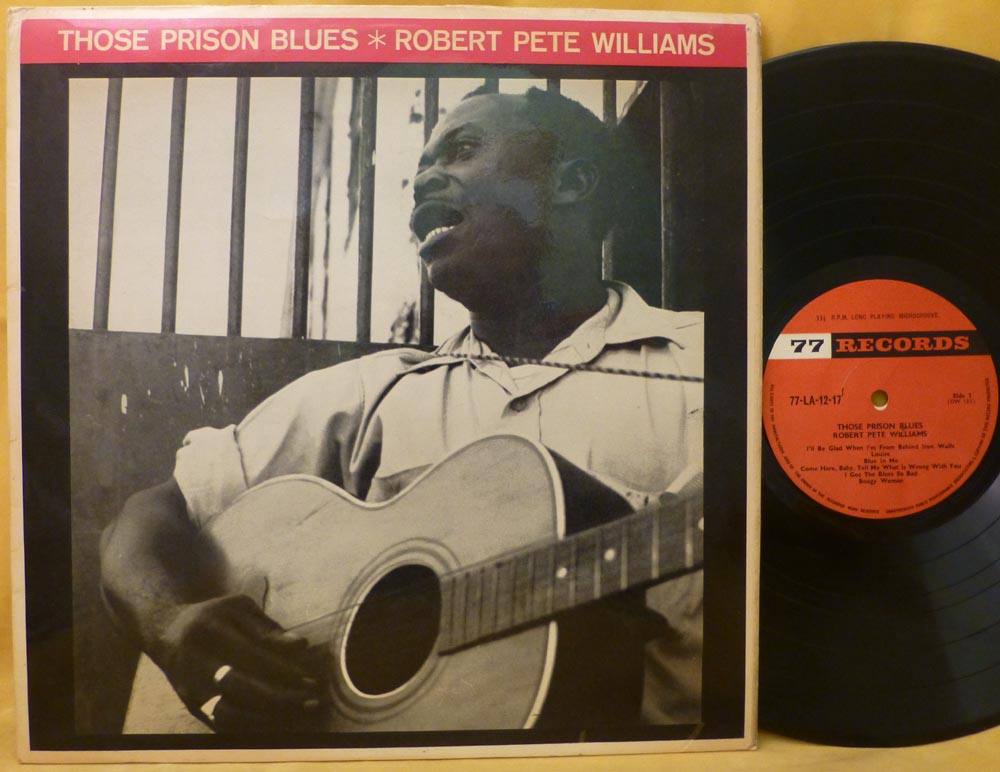 THOSE PRISON BLUES * ROBERT PETE WILLIAMS
33⅓ R.P.M. LONG PLAYING MICROGROOVE.
77 RECORDS
77-LA-12-17
Side 1
THOSE PRISON BLUES
ROBERT PETE WILLIAMS
I'll Be Glad When I'm From Behind Iron Walls
Louise
Blue in Me
Come Here, Baby, Tell Me What is Wrong With You
I Got The Blues So Bad
Boogy Woman